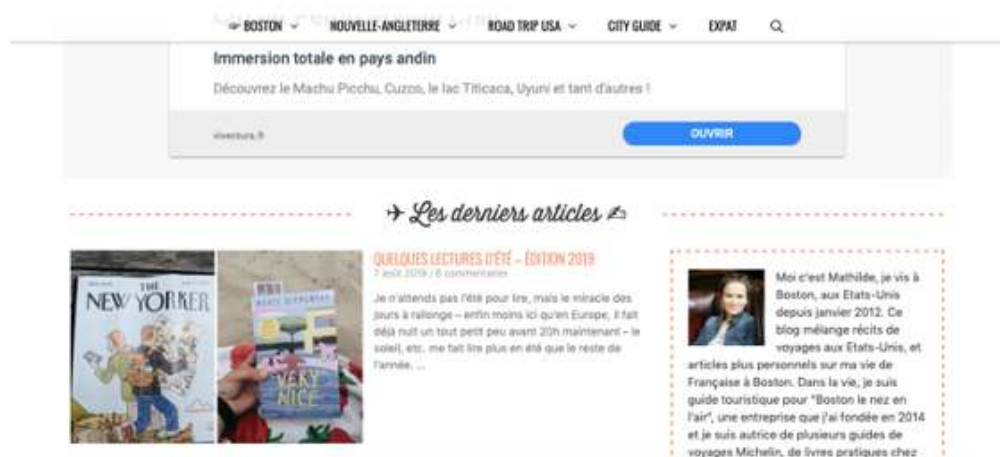 ☞ BOSTON NOUVELLE-ANGLETERRE ROAD TRIP USA CITY GUIDE EXPAT
Immersion totale en pays andin
Découvrez le Machu Picchu, Cuzco, le lac Titicaca, Uyuni et tant d'autres !
viventura.fr
OUVRIR
✈ Les derniers articles ✍
THE
NEW YORKER
VERY
NICE
QUELQUES LECTURES D'ÉTÉ – ÉDITION 2019
7 août 2019 / 6 commentaires
Je n'attends pas l'été pour lire, mais le miracle des
jours à rallonge – enfin moins ici qu'en Europe, il fait
déjà nuit un tout petit peu avant 20h maintenant – le
soleil, etc. me fait lire plus en été que le reste de
l'année. ...
Moi c'est Mathilde, je vis à
Boston, aux Etats-Unis
depuis janvier 2012. Ce
blog mélange récits de
voyages aux Etats-Unis, et
articles plus personnels sur ma vie de
Française à Boston. Dans la vie, je suis
guide touristique pour "Boston le nez en
l'air", une entreprise que j'ai fondée en 2014
et je suis autrice de plusieurs guides de
voyages Michelin, de livres pratiques chez